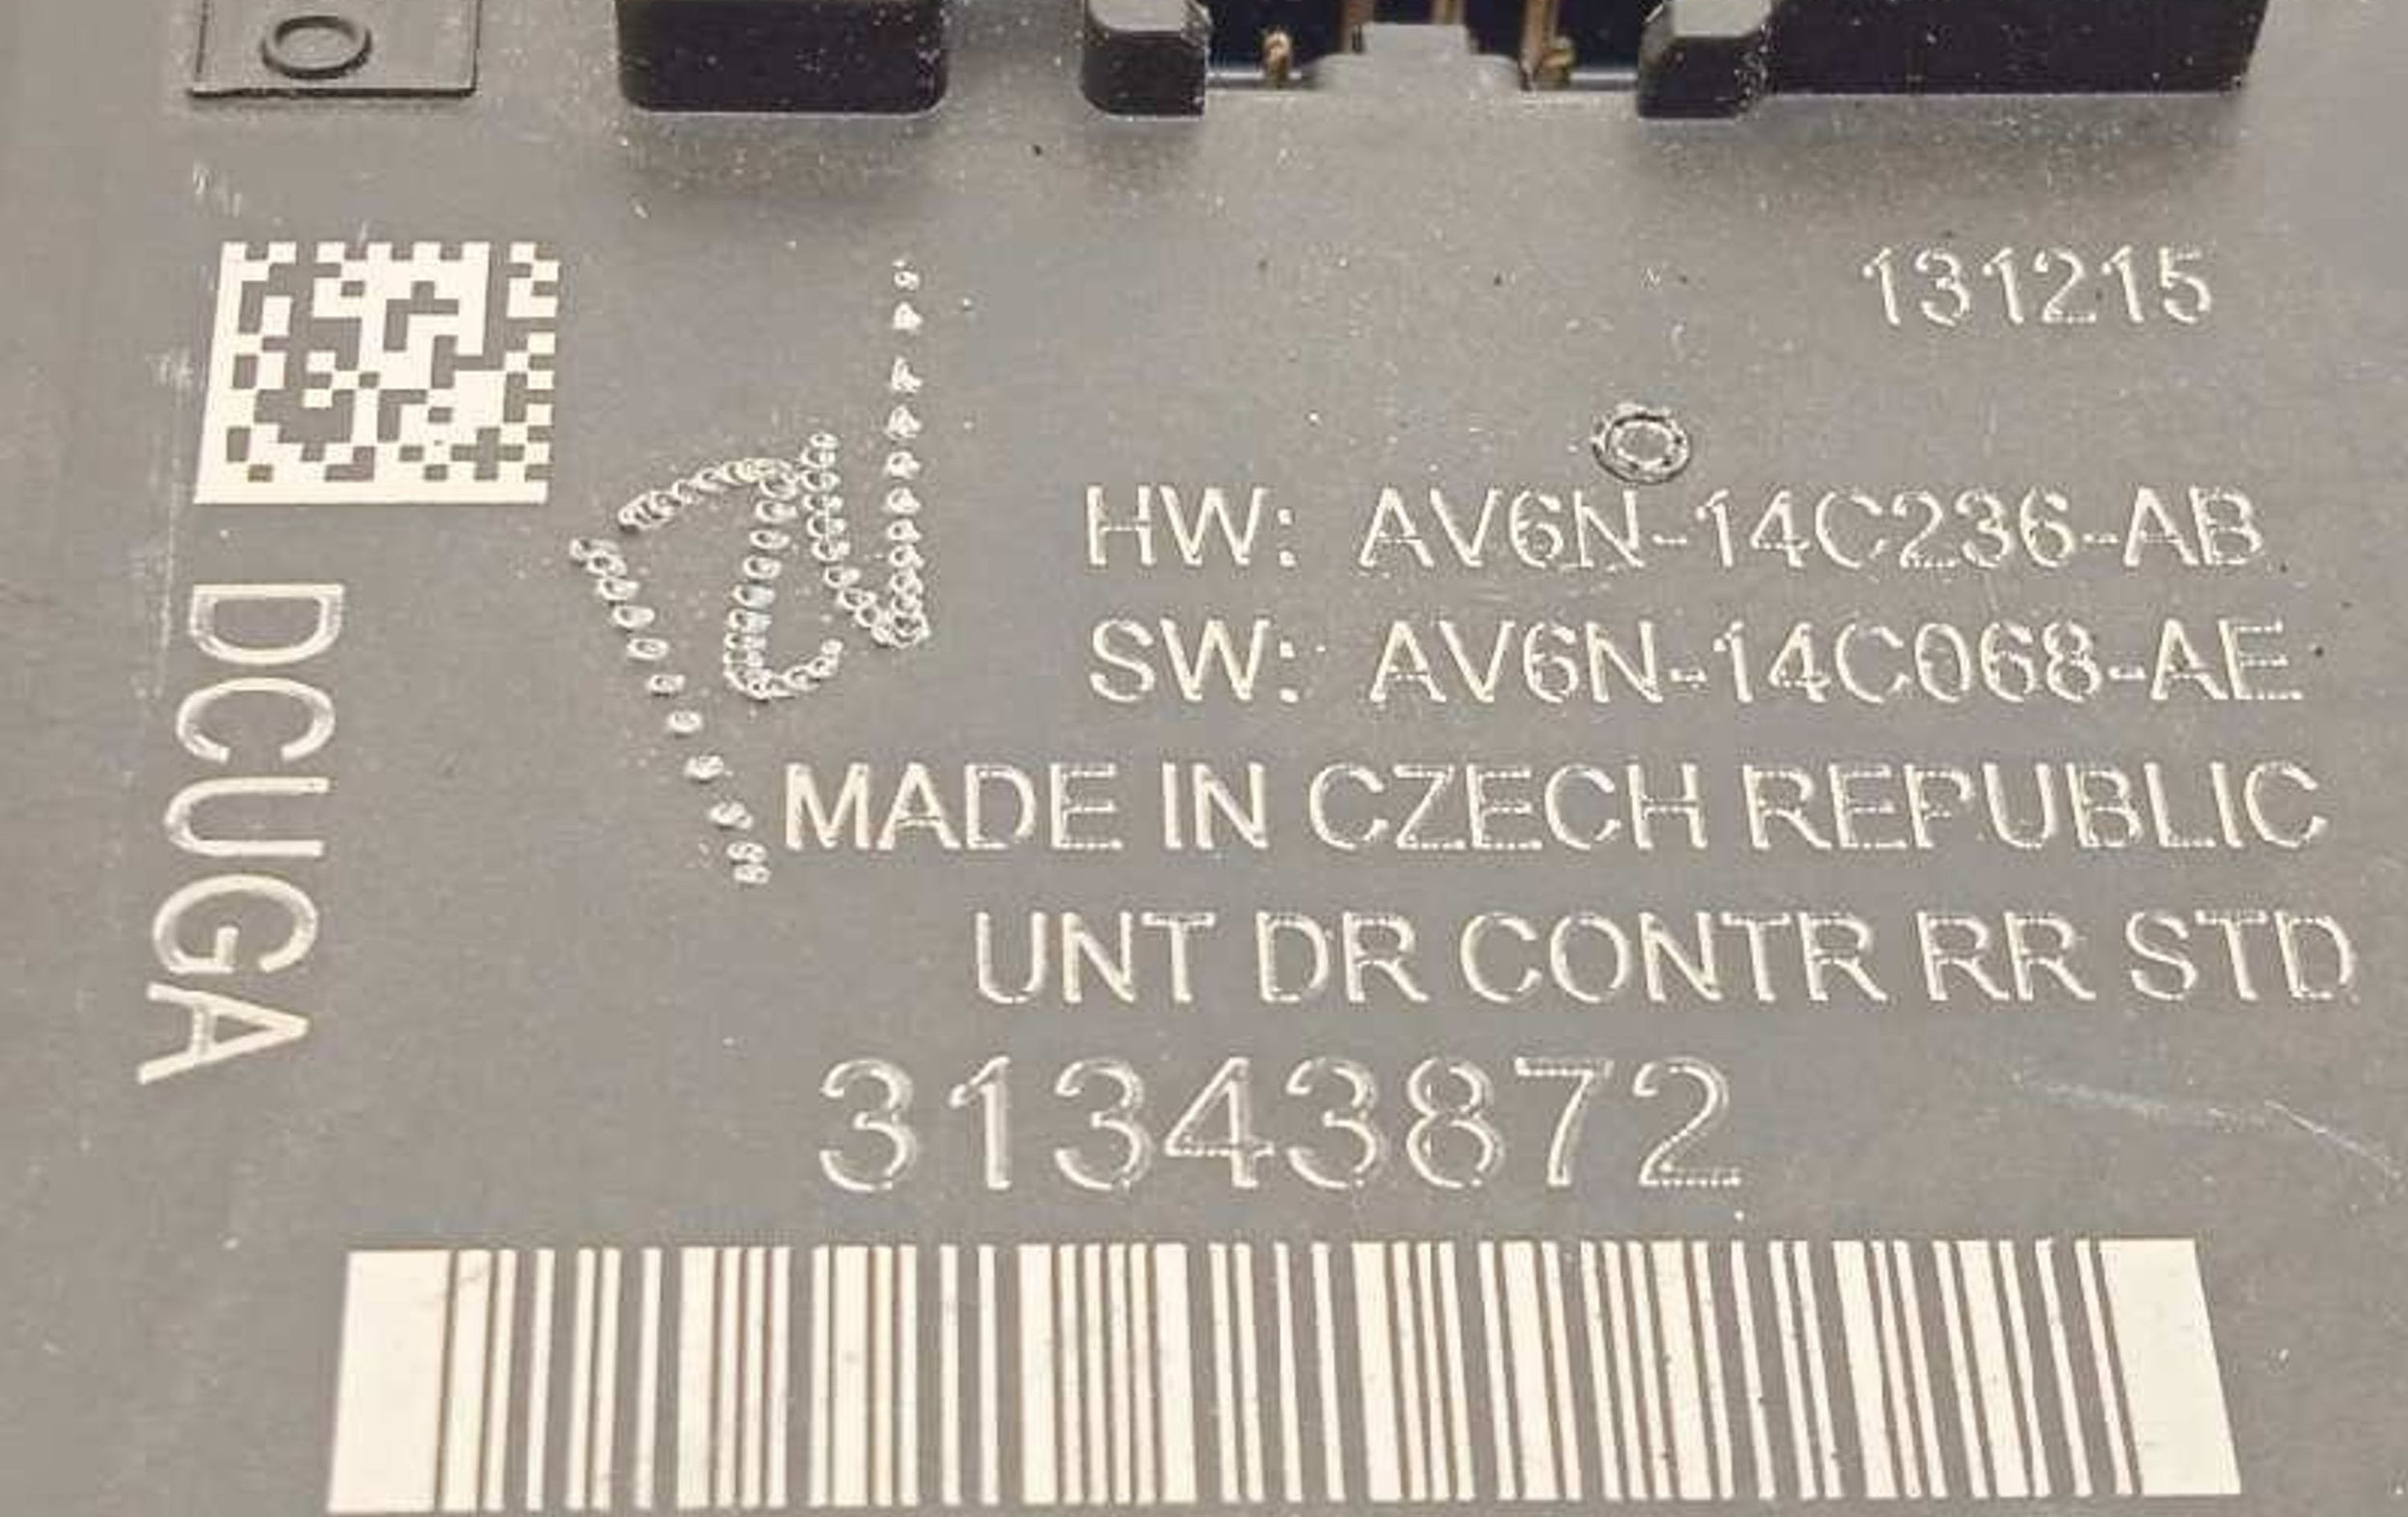 O
131215
HW: AV6N-14C236-AB
SW: AV6N-14C068-AE
MADE IN CZECH REPUBLIC
UNT DR CONTR RR STD
31343872
DCUGA